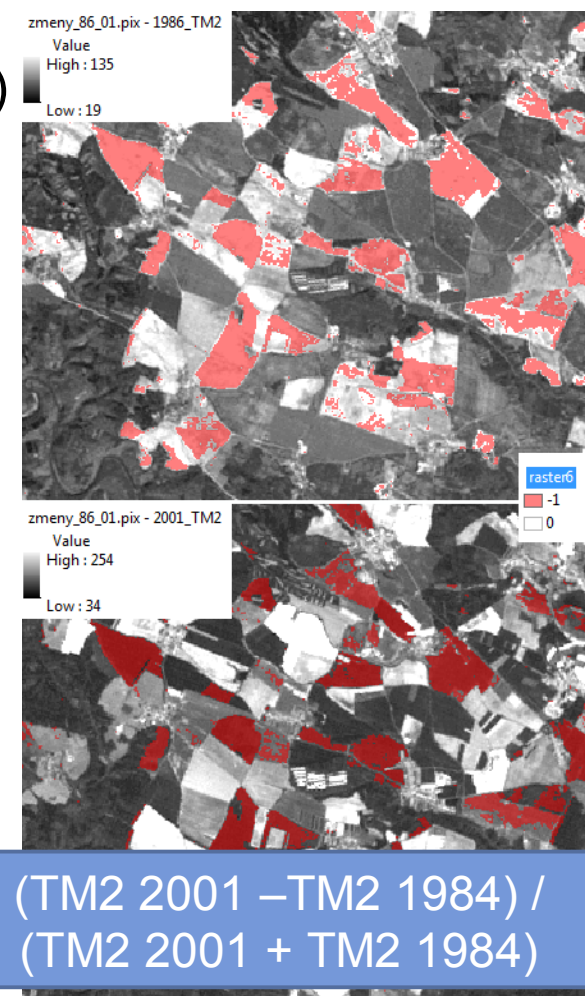 zmeny_86_01.pix - 1986_TM2
Value
High : 135
Low : 19
)
raster6
-1
0
zmeny_86_01.pix - 2001_TM2
Value
High : 254
Low : 34
(TM2 2001 –TM2 1984) /
(TM2 2001 + TM2 1984)